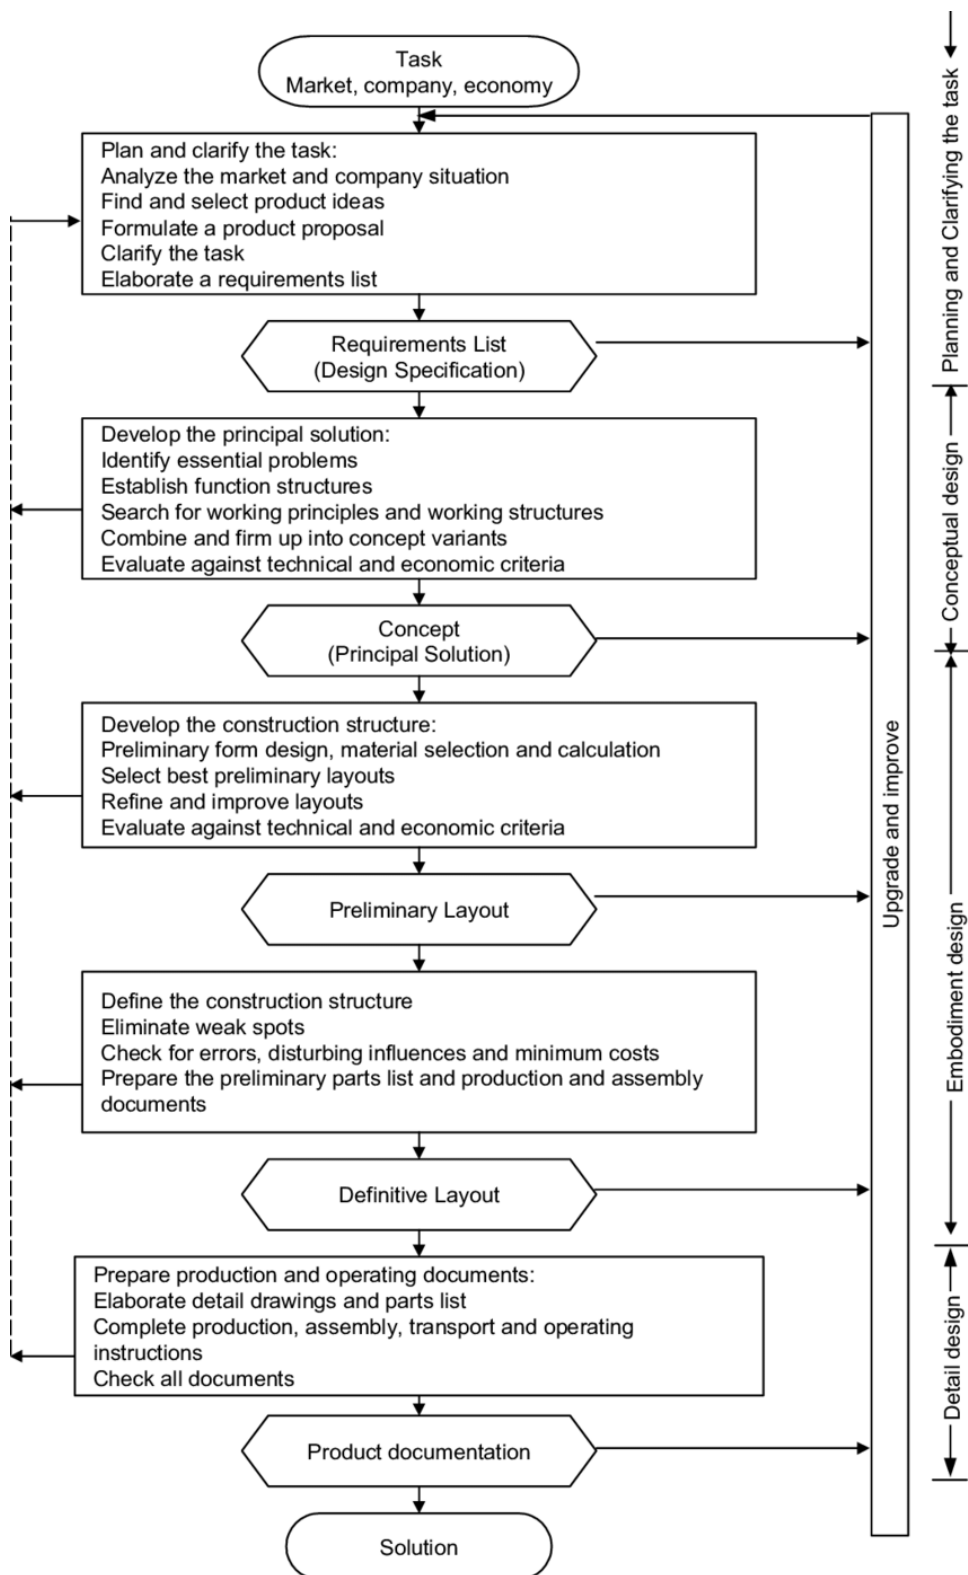 Task
Market, company, economy
Plan and clarify the task:
Analyze the market and company situation
Find and select product ideas
Formulate a product proposal
Clarify the task
Elaborate a requirements list
Requirements List
(Design Specification)
Develop the principal solution:
Identify essential problems
Establish function structures
Search for working principles and working structures
Combine and firm up into concept variants
Evaluate against technical and economic criteria
Concept
(Principal Solution)
Develop the construction structure:
Preliminary form design, material selection and calculation
Select best preliminary layouts
Refine and improve layouts
Evaluate against technical and economic criteria
Preliminary Layout
Define the construction structure
Eliminate weak spots
Check for errors, disturbing influences and minimum costs
Prepare the preliminary parts list and production and assembly
documents
Definitive Layout
Prepare production and operating documents:
Elaborate detail drawings and parts list
Complete production, assembly, transport and operating
instructions
Check all documents
Product documentation
Solution
Upgrade and improve
Planning and Clarifying the task
Conceptual design
Embodiment design
Detail design